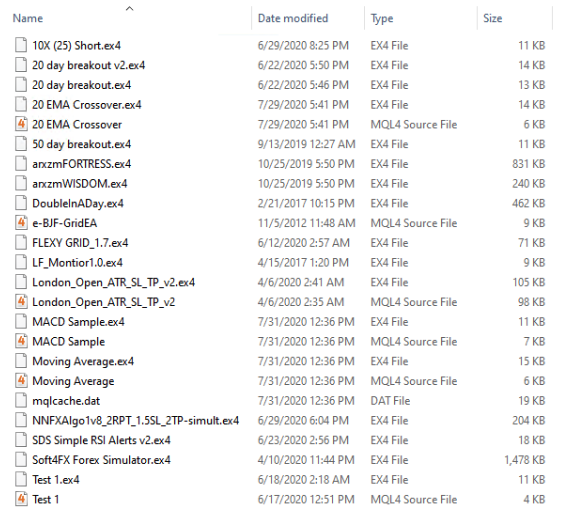 Name Date modified Type Size
10X (25) Short.ex4 6/29/2020 8:25 PM EX4 File 11 KB
20 day breakout v2.ex4 6/22/2020 5:50 PM EX4 File 14 KB
20 day breakout.ex4 6/22/2020 5:46 PM EX4 File 13 KB
20 EMA Crossover.ex4 7/29/2020 5:41 PM EX4 File 14 KB
20 EMA Crossover 7/29/2020 5:41 PM MQL4 Source File 6 KB
50 day breakout.ex4 9/13/2019 12:27 AM EX4 File 11 KB
arxzmFORTRESS.ex4 10/25/2019 5:50 PM EX4 File 831 KB
arxzmWISDOM.ex4 10/25/2019 5:50 PM EX4 File 240 KB
DoubleInADay.ex4 2/21/2017 10:15 PM EX4 File 462 KB
e-BJF-GridEA 11/5/2012 11:48 AM MQL4 Source File 9 KB
FLEXY GRID_1.7.ex4 6/12/2020 2:57 AM EX4 File 71 KB
LF_Montior1.0.ex4 4/15/2017 1:20 PM EX4 File 9 KB
London_Open_ATR_SL_TP_v2.ex4 4/6/2020 2:41 AM EX4 File 105 KB
London_Open_ATR_SL_TP_v2 4/6/2020 2:35 AM MQL4 Source File 98 KB
MACD Sample.ex4 7/31/2020 12:36 PM EX4 File 11 KB
MACD Sample 7/31/2020 12:36 PM MQL4 Source File 7 KB
Moving Average.ex4 7/31/2020 12:36 PM EX4 File 15 KB
Moving Average 7/31/2020 12:36 PM MQL4 Source File 6 KB
mqlcache.dat 7/31/2020 12:36 PM DAT File 19 KB
NNFXAlgo1v8_2RPT_1.5SL_2TP-simult.ex4 6/29/2020 6:04 PM EX4 File 204 KB
SDS Simple RSI Alerts v2.ex4 6/23/2020 2:56 PM EX4 File 18 KB
Soft4FX Forex Simulator.ex4 4/10/2020 11:44 PM EX4 File 1,478 KB
Test 1.ex4 6/18/2020 2:18 AM EX4 File 11 KB
Test 1 6/17/2020 12:51 PM MQL4 Source File 4 KB